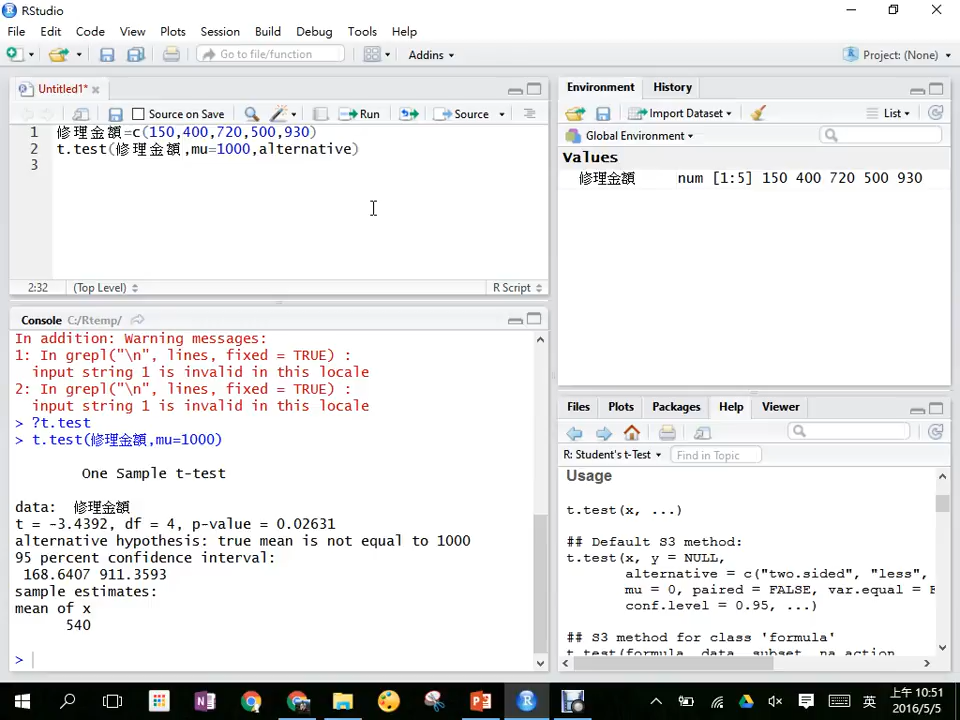 RStudio
File Edit Code View Plots Session Build Debug Tools Help
Go to file/function
Addins
Project: (None)
Untitled1*
Source on Save
Run
Source
1 修理金額=c(150,400,720,500,930)
2 t.test(修理金額,mu=1000,alternative)
3
2:32 (Top Level) R Script
Console C:/Rtemp/
In addition: Warning messages:
1: In grepl("\n", lines, fixed = TRUE) :
  input string 1 is invalid in this locale
2: In grepl("\n", lines, fixed = TRUE) :
  input string 1 is invalid in this locale
> ?t.test
> t.test(修理金額,mu=1000)
One Sample t-test
data:  修理金額
t = -3.4392, df = 4, p-value = 0.02631
alternative hypothesis: true mean is not equal to 1000
95 percent confidence interval:
 168.6407 911.3593
sample estimates:
mean of x
540
>
Environment History
Import Dataset
List
Global Environment
Values
修理金額 num [1:5] 150 400 720 500 930
Files Plots Packages Help Viewer
R: Student's t-Test
Find in Topic
Usage
t.test(x, ...)
## Default S3 method:
t.test(x, y = NULL,
alternative = c("two.sided", "less",
mu = 0, paired = FALSE, var.equal =
conf.level = 0.95, ...)
## S3 method for class 'formula'
t.test(formula, data, subset, na.action,
英
上午 10:51
2016/5/5